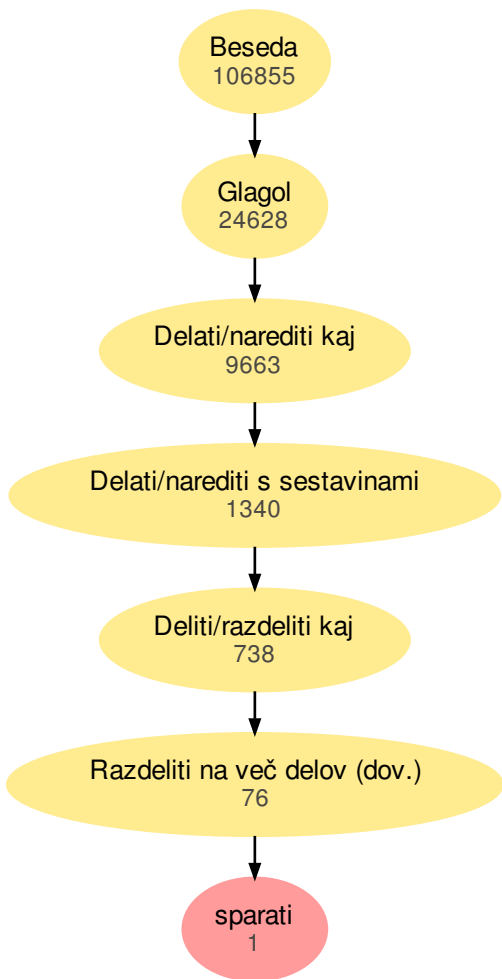 Beseda
106855
Glagol
24628
Delati/narediti kaj
9663
Delati/narediti s sestavinami
1340
Deliti/razdeliti kaj
738
Razdeliti na več delov (dov.)
76
sparati
1